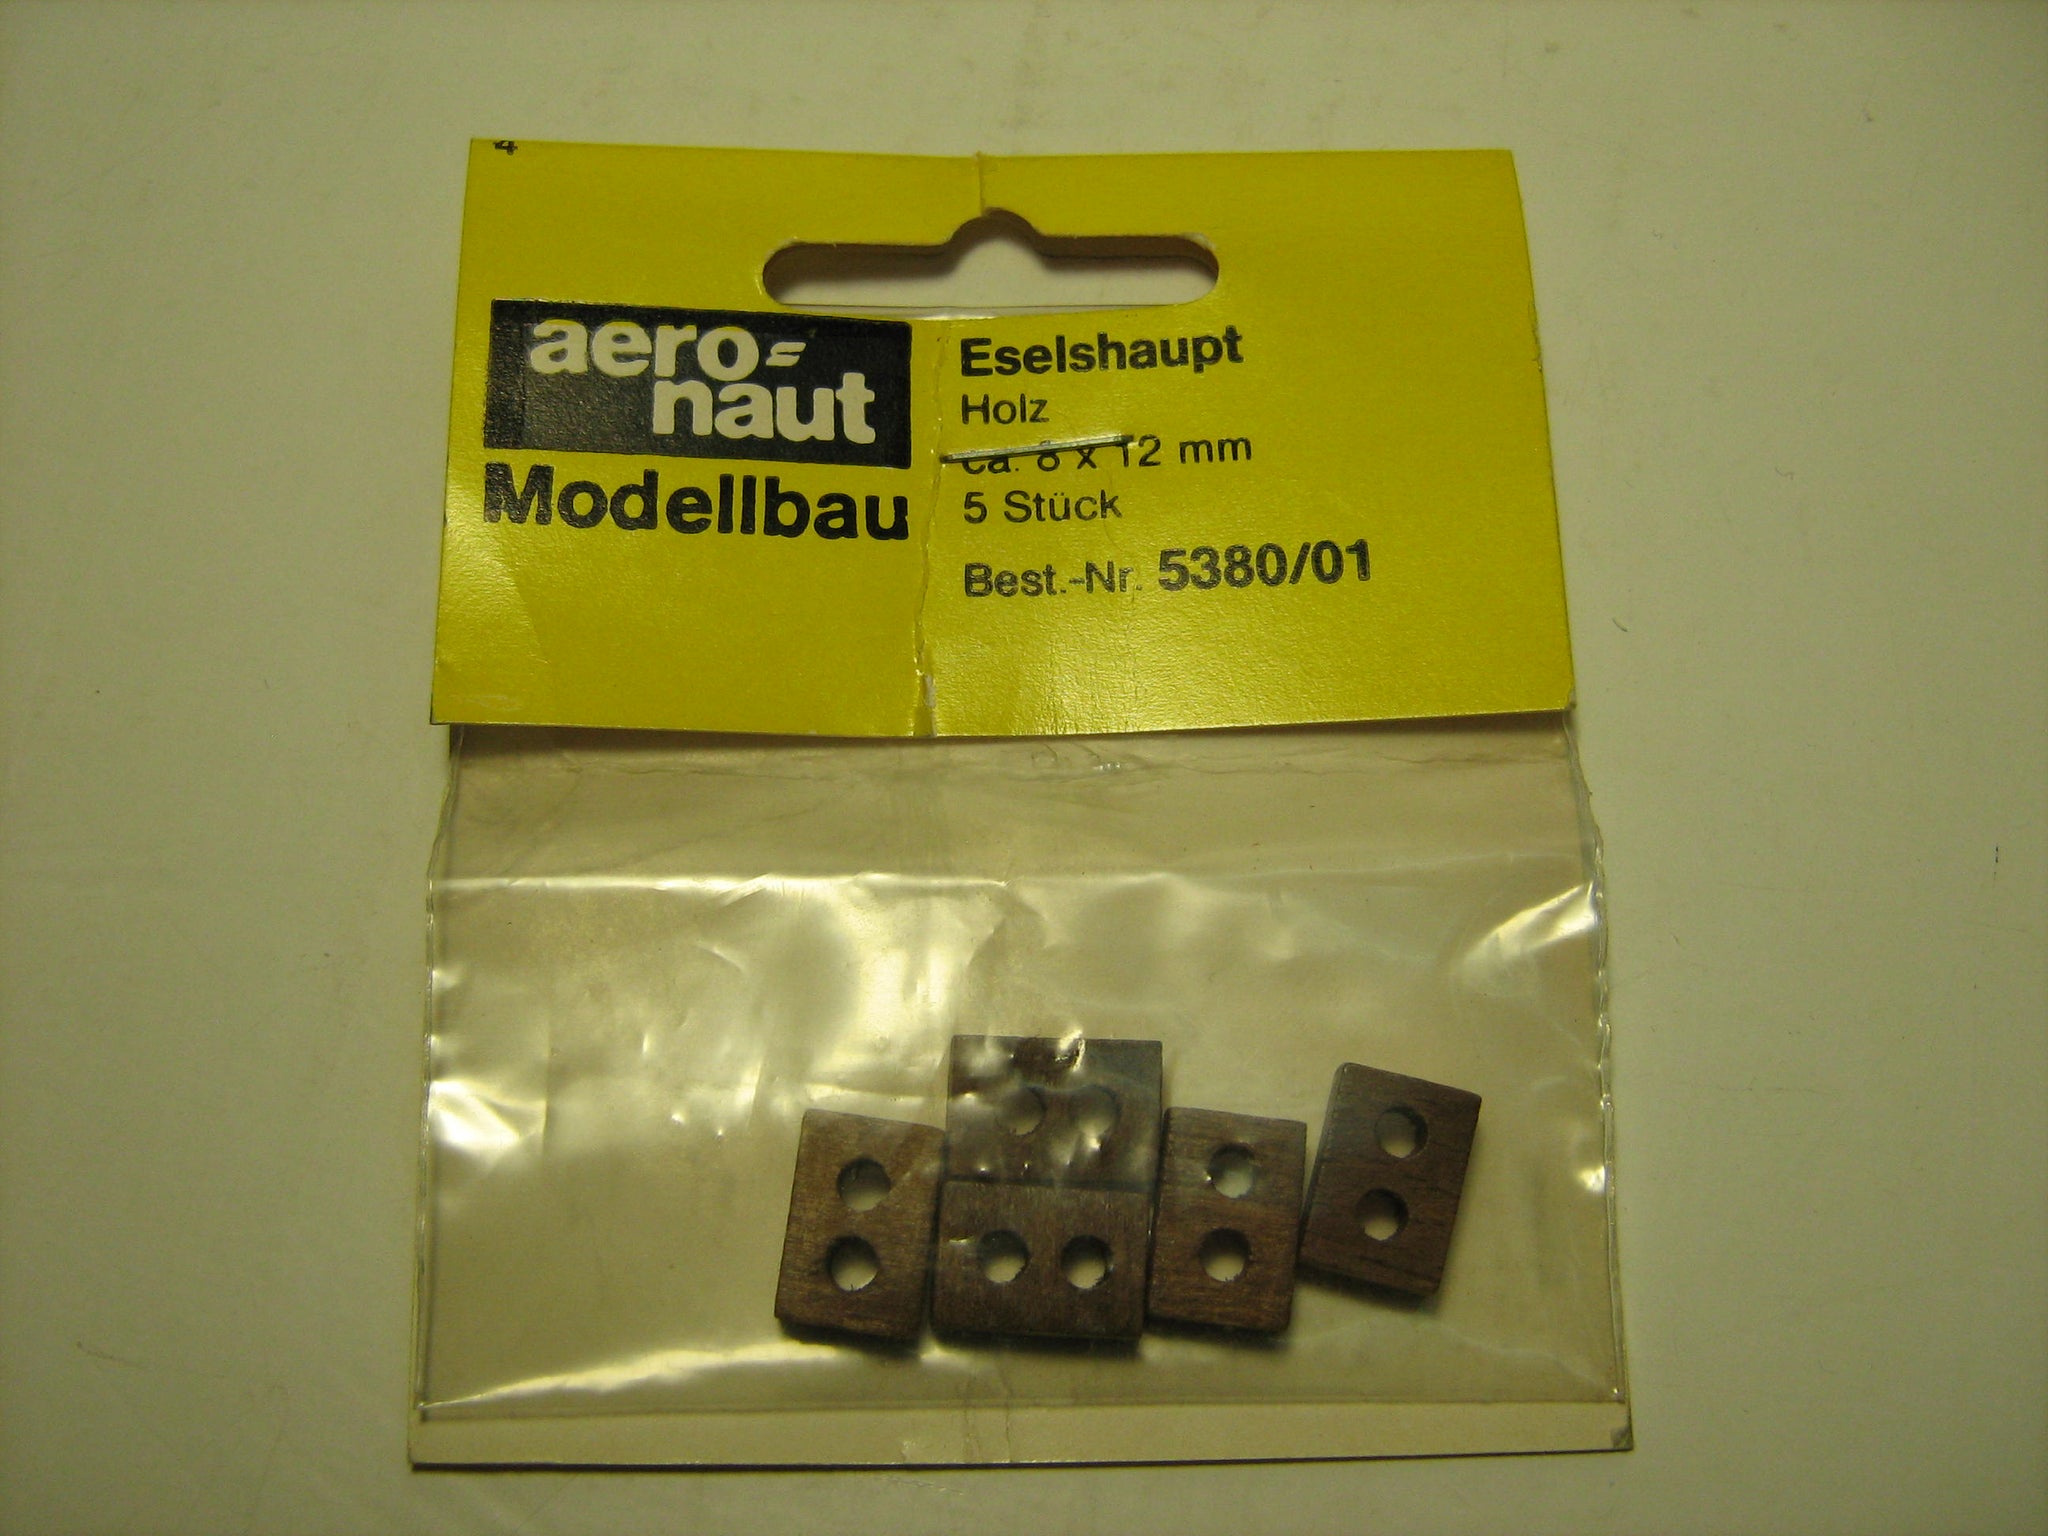 4
aero=
naut
Modellbau
Eselshaupt
Holz
ca. 8 x 12 mm
5 Stück
Best.-Nr. 5380/01